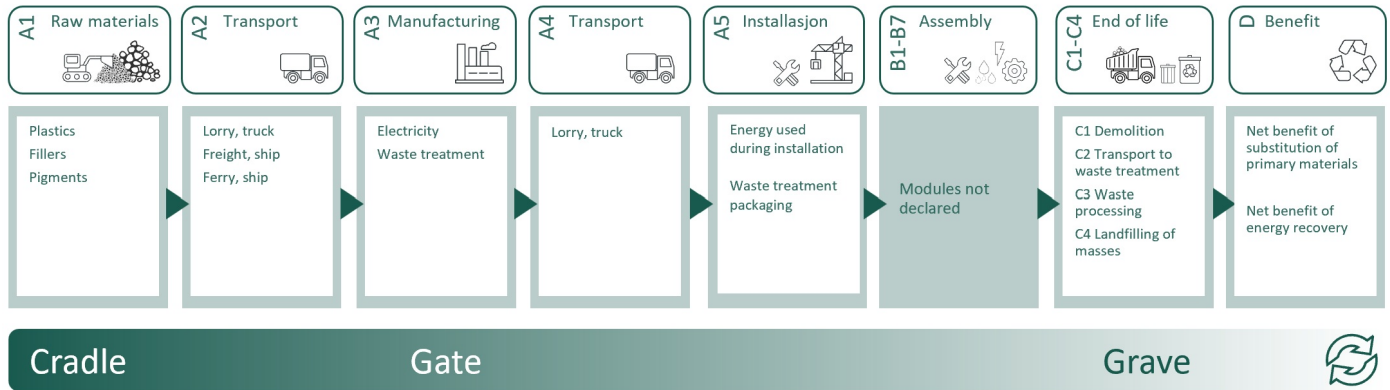 A1 Raw materials
A2 Transport
A3 Manufacturing
A4 Transport
A5 Installasjon
B1-B7 Assembly
C1-C4 End of life
D Benefit
Plastics
Fillers
Pigments
Lorry, truck
Freight, ship
Ferry, ship
Electricity
Waste treatment
Lorry, truck
Energy used
during installation
Waste treatment
packaging
Modules not
declared
C1 Demolition
C2 Transport to
waste treatment
C3 Waste
processing
C4 Landfilling of
masses
Net benefit of
substitution of
primary materials
Net benefit of
energy recovery
Cradle
Gate
Grave